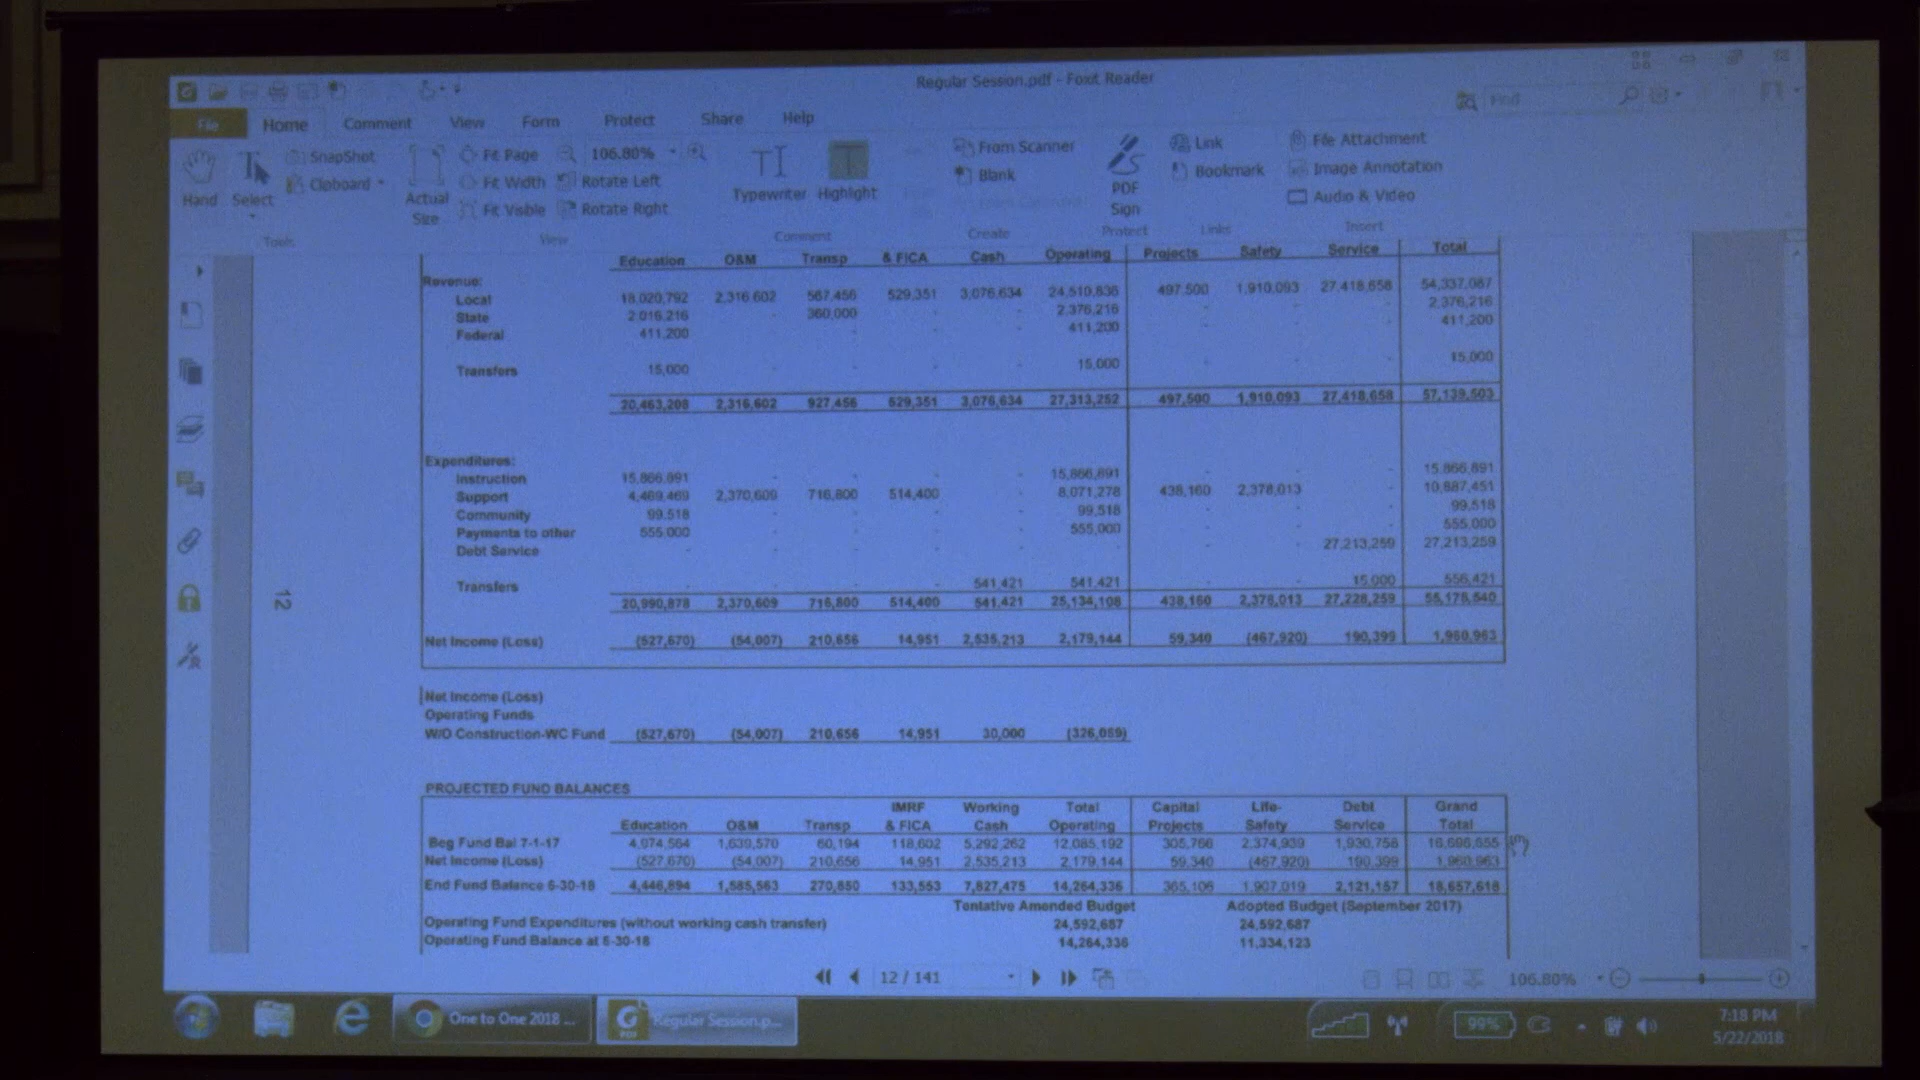 Regular Session.pdf - Foxit Reader
File Home Comment View Form Protect Share Help
Find
Hand
Select
SnapShot
Clipboard
Actual Size
Fit Page
Fit Width
Fit Visible
106.80%
Rotate Left
Rotate Right
Typewriter Highlight
From Scanner
Blank
PDF Sign
Link
Bookmark
File Attachment
Image Annotation
Audio & Video
Tools View Comment Create Protect Links Insert
Education O&M Transp & FICA Cash Operating Projects Safety Service Total
Revenue:
Local 18,020,792 2,316,602 567,456 529,351 3,076,634 24,510,836 497,500 1,910,093 27,418,658 54,337,087
State 2,016,216 - 360,000 - - 2,376,216 - - - 2,376,216
Federal 411,200 - - - - 411,200 - - - 411,200
Transfers 15,000 - - - - 15,000 - - - 15,000
20,463,208 2,316,602 927,456 529,351 3,076,634 27,313,252 497,500 1,910,093 27,418,658 57,139,503
Expenditures:
Instruction 15,866,891 - - - - 15,866,891 - - - 15,866,891
Support 4,469,469 2,370,609 716,800 514,400 - 8,071,278 438,160 2,378,013 - 10,887,451
Community 99,518 - - - - 99,518 - - - 99,518
Payments to other 555,000 - - - - 555,000 - - - 555,000
Debt Service - - - - - - - - 27,213,259 27,213,259
Transfers - - - - 541,421 541,421 - - 15,000 556,421
20,990,878 2,370,609 716,800 514,400 541,421 25,134,108 438,160 2,378,013 27,228,259 55,178,540
Net Income (Loss) (527,670) (54,007) 210,656 14,951 2,535,213 2,179,144 59,340 (467,920) 190,399 1,960,963
Net Income (Loss)
Operating Funds
W/O Construction-WC Fund (527,670) (54,007) 210,656 14,951 30,000 (326,069)
PROJECTED FUND BALANCES
IMRF Working Total Capital Life- Debt Grand
Education O&M Transp & FICA Cash Operating Projects Safety Service Total
Beg Fund Bal 7-1-17 4,974,564 1,639,570 60,194 118,602 5,292,262 12,085,192 305,766 2,374,939 1,930,758 16,696,655
Net Income (Loss) (527,670) (54,007) 210,656 14,951 2,535,213 2,179,144 59,340 (467,920) 190,399 1,960,963
End Fund Balance 6-30-18 4,446,894 1,585,563 270,850 133,553 7,827,475 14,264,336 365,106 1,907,019 2,121,157 18,657,618
Tentative Amended Budget Adopted Budget (September 2017)
Operating Fund Expenditures (without working cash transfer) 24,592,687 24,592,687
Operating Fund Balance at 6-30-18 14,264,336 11,334,123
12
12 / 141
106.80%
One to One 2018 ...
Regular Session.p...
99%
7:18 PM
5/22/2018